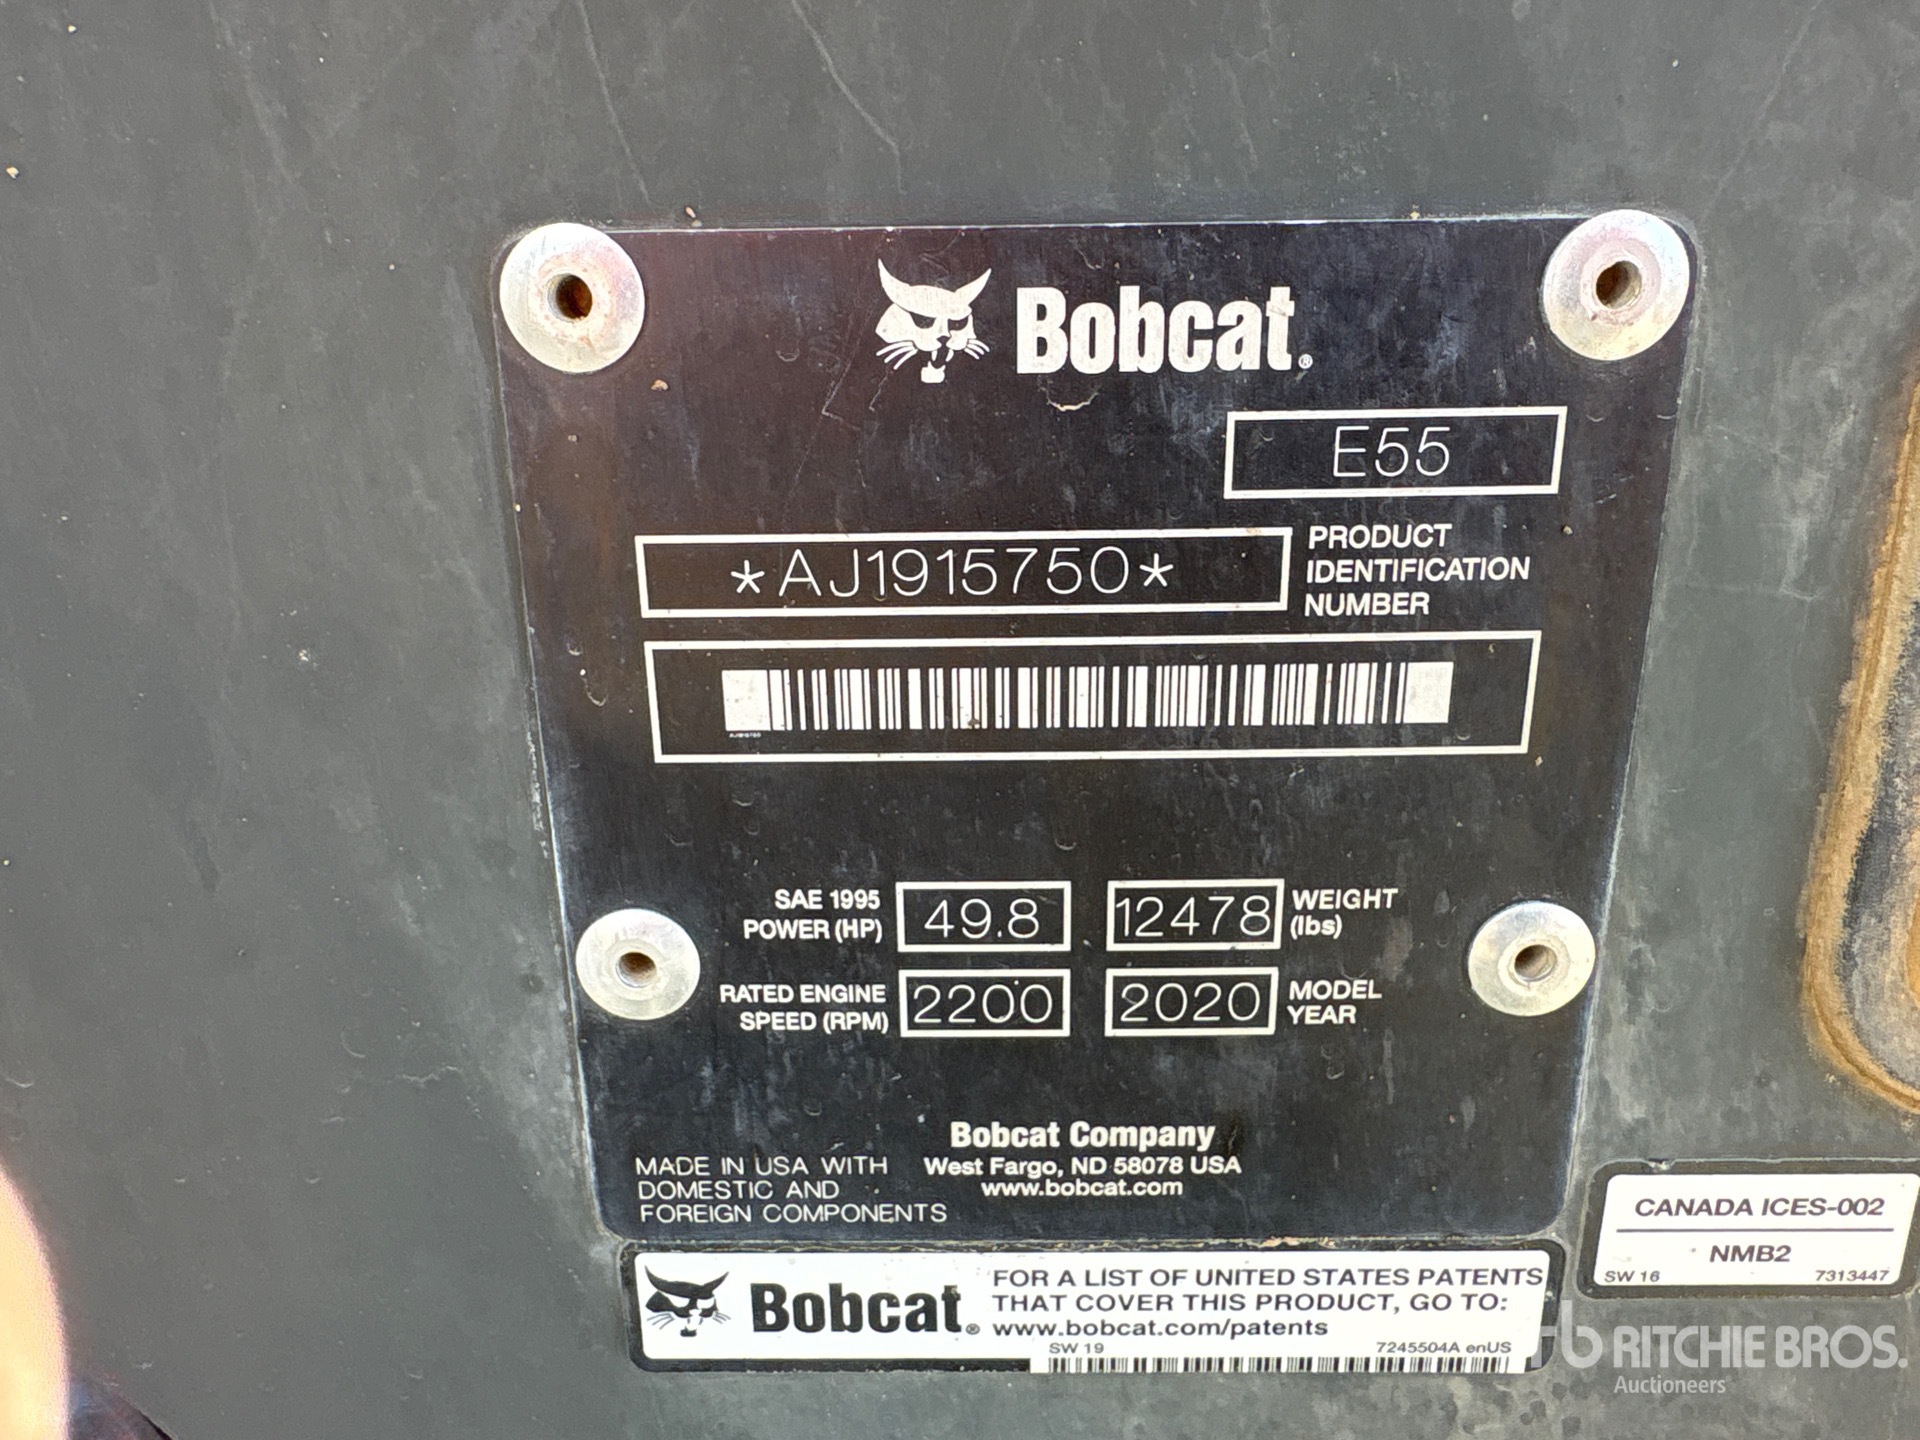 Bobcat®
E55
*AJ1915750*
PRODUCT
IDENTIFICATION
NUMBER
AJ1915750
SAE 1995
POWER (HP)
49.8
12478
WEIGHT
(lbs)
RATED ENGINE
SPEED (RPM)
2200
2020
MODEL
YEAR
Bobcat Company
West Fargo, ND 58078 USA
www.bobcat.com
MADE IN USA WITH
DOMESTIC AND
FOREIGN COMPONENTS
Bobcat®
FOR A LIST OF UNITED STATES PATENTS
THAT COVER THIS PRODUCT, GO TO:
www.bobcat.com/patents
SW 19
7245504A enUS
CANADA ICES-002
NMB2
SW 16
7313447
rb RITCHIE BROS.
Auctioneers